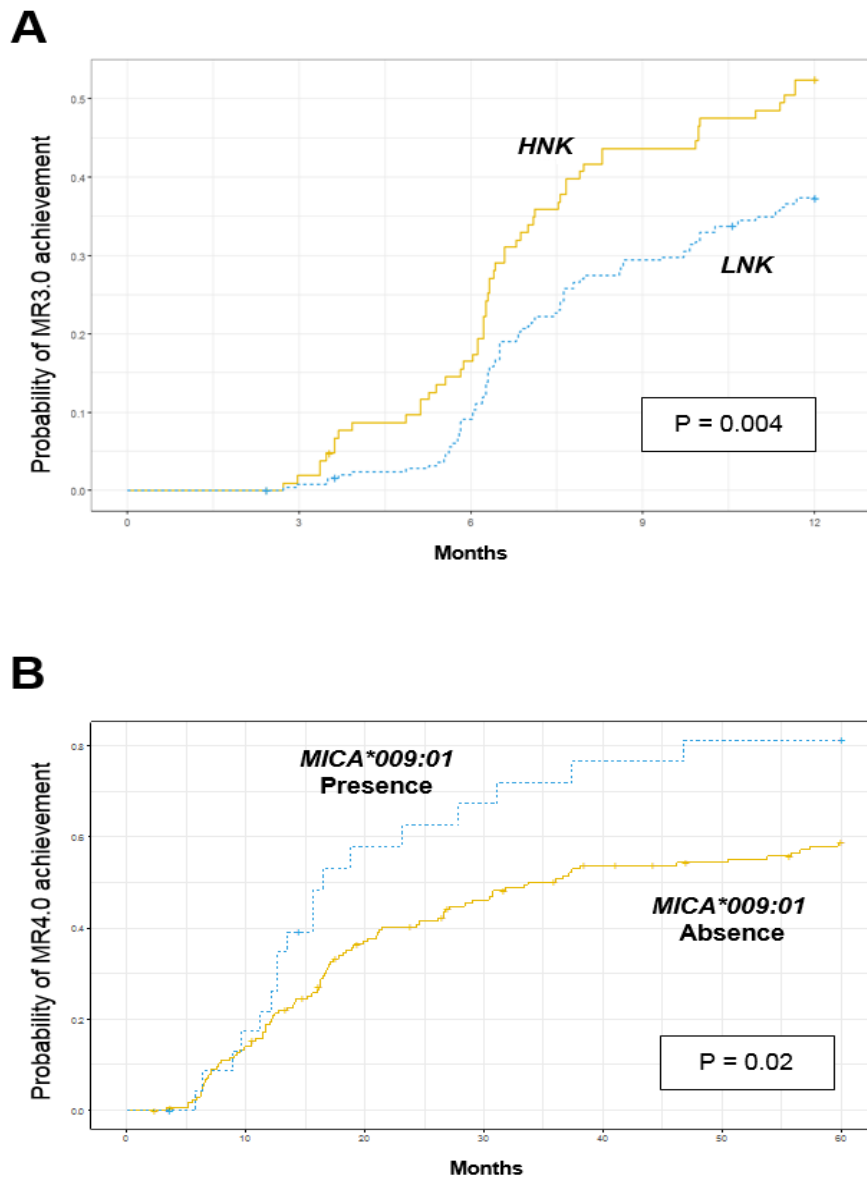 A
Probability of MR3.0 achievement
0.5
0.4
0.3
0.2
0.1
0.0
HNK
LNK
P = 0.004
0
3
6
9
12
Months
B
Probability of MR4.0 achievement
0.8
0.6
0.4
0.2
0.0
MICA*009:01
Presence
MICA*009:01
Absence
P = 0.02
0
10
20
30
40
50
60
Months